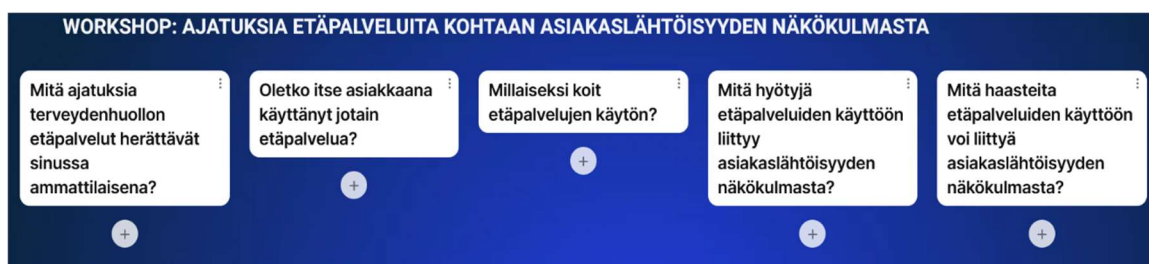 WORKSHOP: AJATUKSIA ETÄPALVELUITA KOHTAAN ASIAKASLÄHTÖISYYDEN NÄKÖKULMASTA
Mitä ajatuksia
terveydenhuollon
etäpalvelut herättävät
sinussa
ammattilaisena?
Oletko itse asiakkaana
käyttänyt jotain
etäpalvelua?
Millaiseksi koit
etäpalvelujen käytön?
Mitä hyötyjä
etäpalveluiden käyttöön
liittyy
asiakaslähtöisyyden
näkökulmasta?
Mitä haasteita
etäpalveluiden käyttöön
voi liittyä
asiakaslähtöisyyden
näkökulmasta?